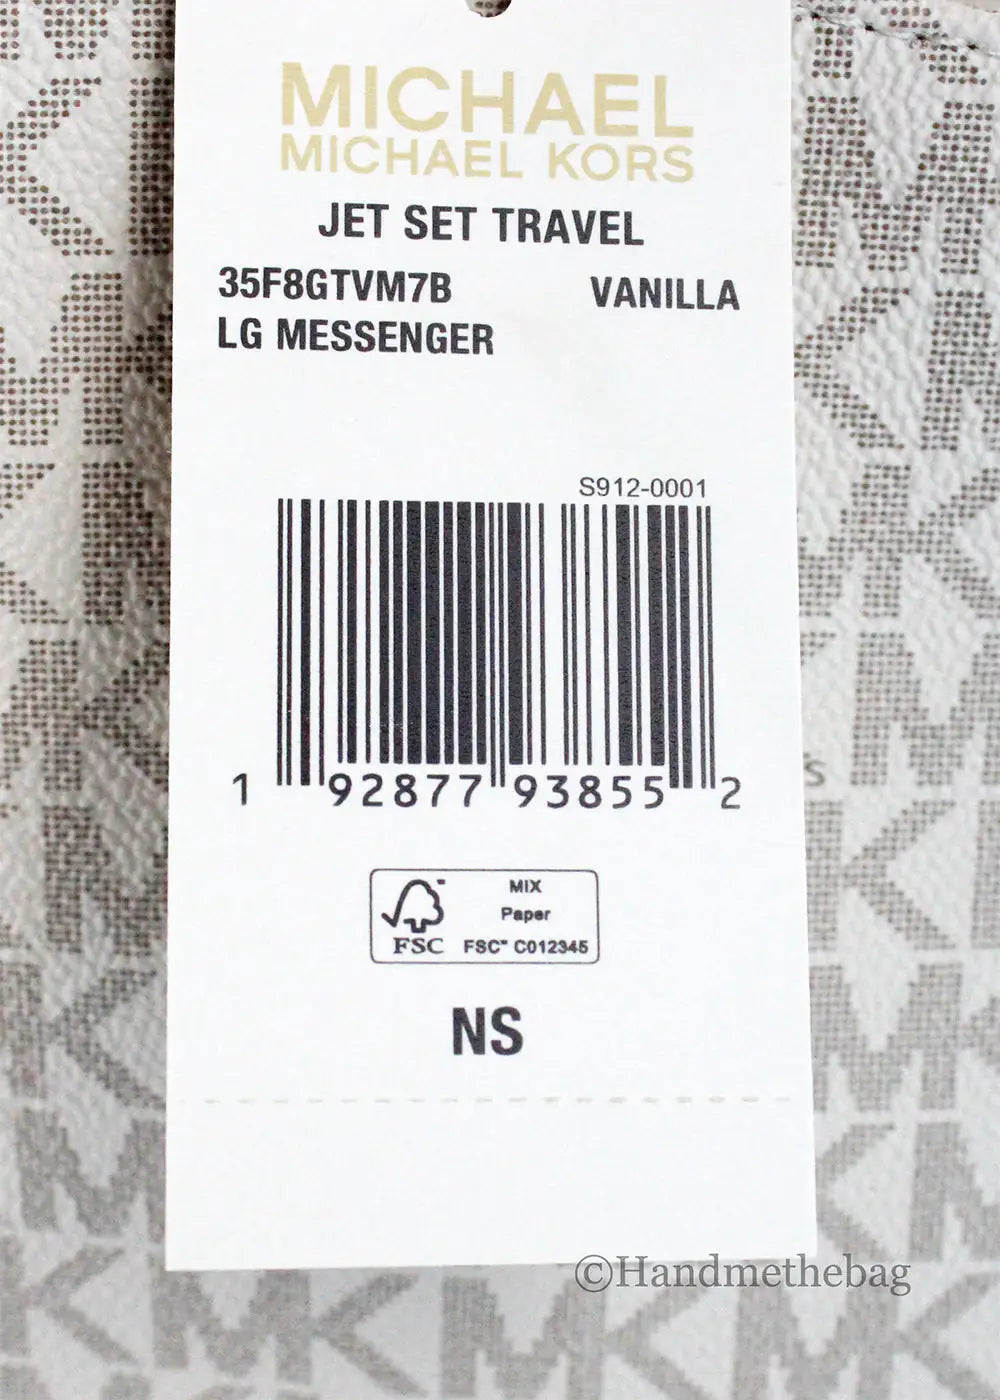 MICHAEL
MICHAEL KORS
JET SET TRAVEL
35F8GTVM7B VANILLA
LG MESSENGER
S912-0001
1 92877 93855 2
MIX
Paper
FSC FSC™ C012345
NS
S
©Handmethebag